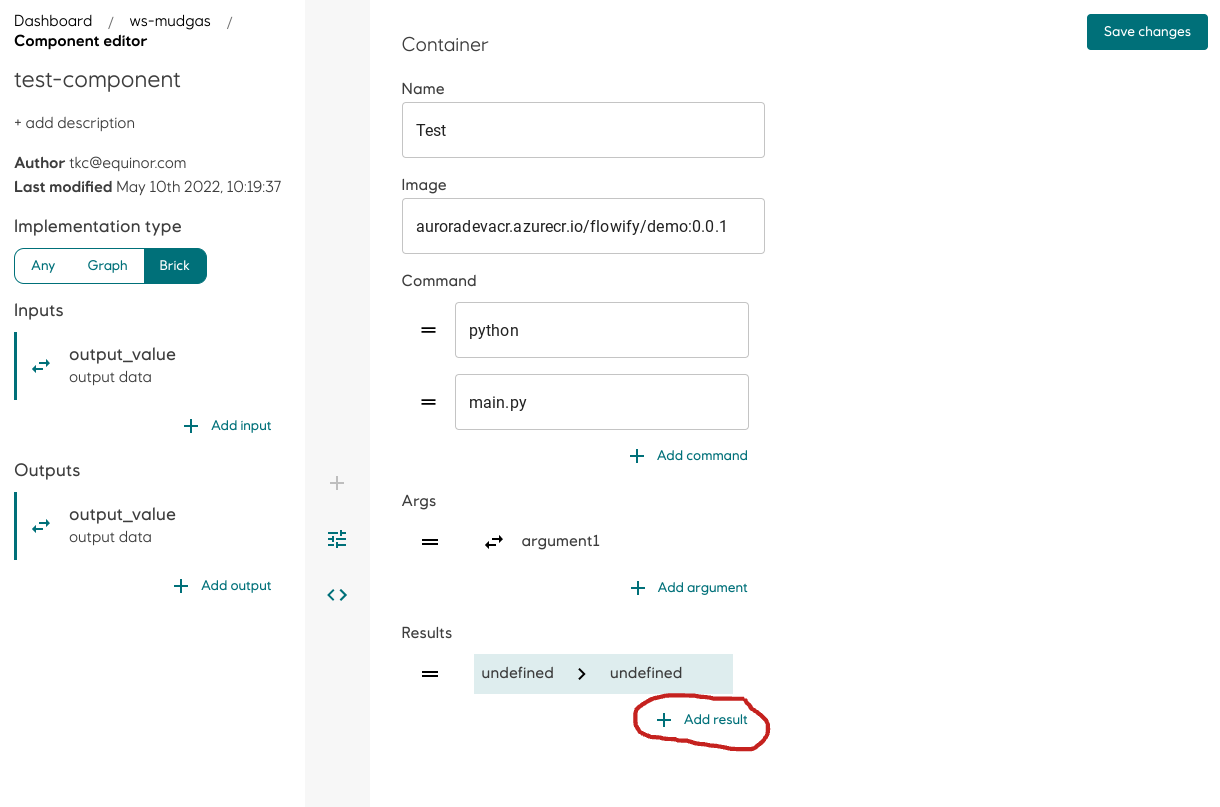 Dashboard / ws-mudgas /
Component editor
test-component
+ add description
Author tkc@equinor.com
Last modified May 10th 2022, 10:19:37
Implementation type
Any Graph Brick
Inputs
output_value
output data
Add input
Outputs
output_value
output data
Add output
Save changes
Container
Name
Test
Image
auroradevacr.azurecr.io/flowify/demo:0.0.1
Command
python
main.py
Add command
Args
argument1
Add argument
Results
undefined > undefined
Add result